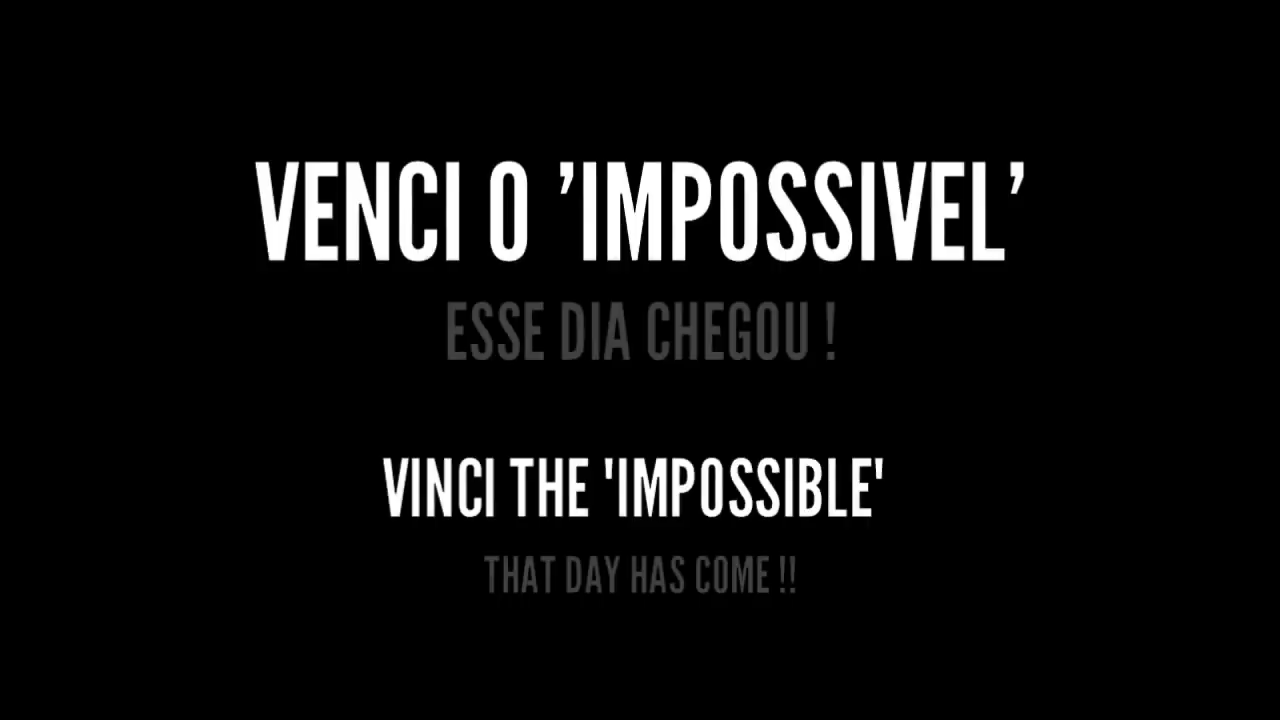 VENCI O ’IMPOSSIVEL’
ESSE DIA CHEGOU !
VINCI THE 'IMPOSSIBLE'
THAT DAY HAS COME !!